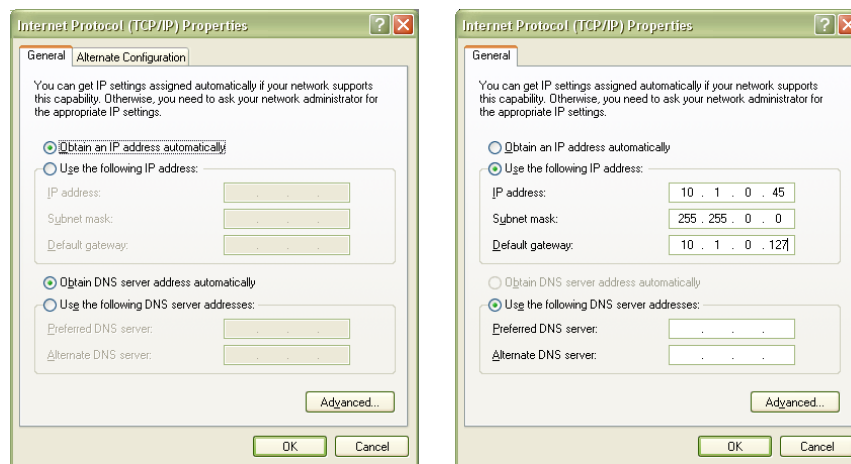 Internet Protocol (TCP/IP) Properties
General
Alternate Configuration
You can get IP settings assigned automatically if your network supports
this capability. Otherwise, you need to ask your network administrator for
the appropriate IP settings.
Obtain an IP address automatically
Use the following IP address:
IP address:
Subnet mask:
Default gateway:
Obtain DNS server address automatically
Use the following DNS server addresses:
Preferred DNS server:
Alternate DNS server:
Advanced...
OK
Cancel
Internet Protocol (TCP/IP) Properties
General
You can get IP settings assigned automatically if your network supports
this capability. Otherwise, you need to ask your network administrator for
the appropriate IP settings.
Obtain an IP address automatically
Use the following IP address:
IP address: 10 . 1 . 0 . 45
Subnet mask: 255 . 255 . 0 . 0
Default gateway: 10 . 1 . 0 . 127
Obtain DNS server address automatically
Use the following DNS server addresses:
Preferred DNS server:
Alternate DNS server:
Advanced...
OK
Cancel